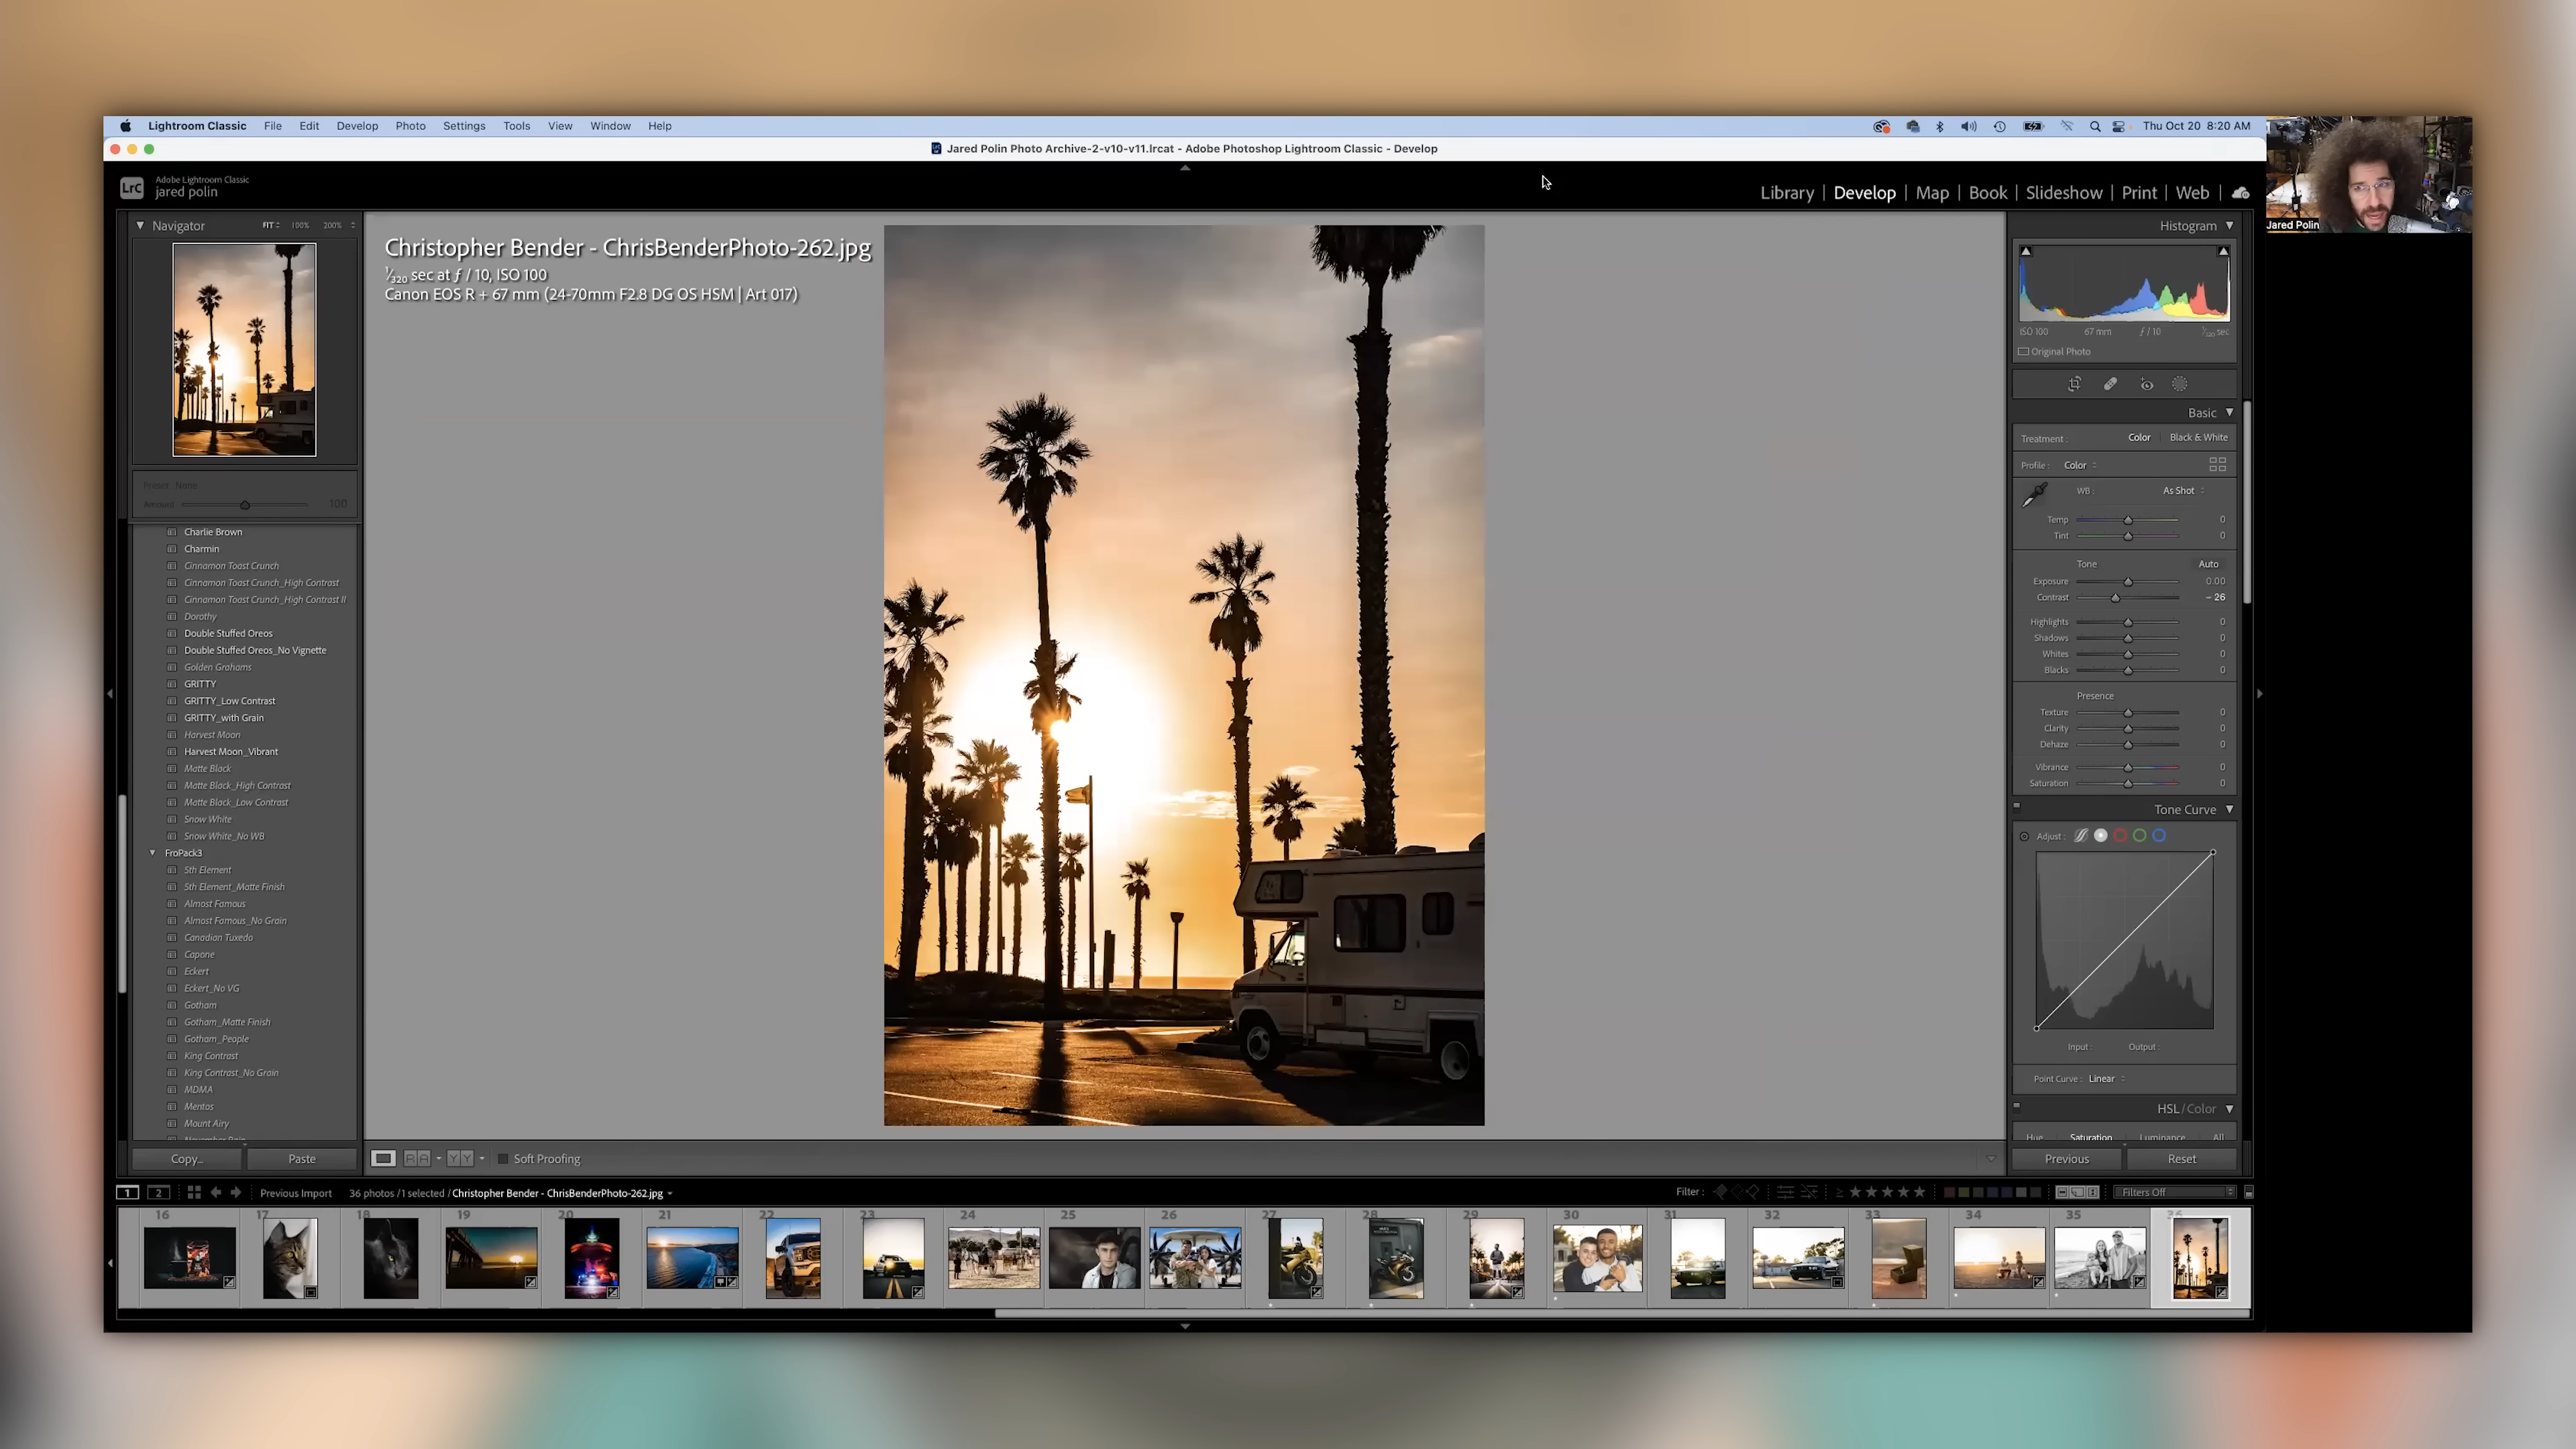 Lightroom Classic File Edit Develop Photo Settings Tools View Window Help
Thu Oct 20 8:20 AM
Jared Polin Photo Archive-2-v10-v11.lrcat - Adobe Photoshop Lightroom Classic - Develop
LrC
Adobe Lightroom Classic
jared polin
Library | Develop | Map | Book | Slideshow | Print | Web
Jared Polin
Navigator FIT 100% 200%
Preset: None
Amount 100
Charlie Brown
Charmin
Cinnamon Toast Crunch
Cinnamon Toast Crunch_High Contrast
Cinnamon Toast Crunch_High Contrast II
Dorothy
Double Stuffed Oreos
Double Stuffed Oreos_No Vignette
Golden Grahams
GRITTY
GRITTY_Low Contrast
GRITTY_with Grain
Harvest Moon
Harvest Moon_Vibrant
Matte Black
Matte Black_High Contrast
Matte Black_Low Contrast
Snow White
Snow White_No WB
FroPack3
5th Element
5th Element_Matte Finish
Almost Famous
Almost Famous_No Grain
Canadian Tuxedo
Capone
Eckert
Eckert_No VG
Gotham
Gotham_Matte Finish
Gotham_People
King Contrast
King Contrast_No Grain
MDMA
Mentos
Mount Airy
Copy... Paste
Christopher Bender - ChrisBenderPhoto-262.jpg
1/320 sec at ƒ / 10, ISO 100
Canon EOS R + 67 mm (24-70mm F2.8 DG OS HSM | Art 017)
Soft Proofing
Histogram
ISO 100 67 mm ƒ / 10 1/320 sec
Original Photo
Basic
Treatment : Color Black & White
Profile : Color
WB : As Shot
Temp 0
Tint 0
Tone Auto
Exposure 0.00
Contrast – 26
Highlights 0
Shadows 0
Whites 0
Blacks 0
Presence
Texture 0
Clarity 0
Dehaze 0
Vibrance 0
Saturation 0
Tone Curve
Adjust :
Input : Output :
Point Curve : Linear
HSL / Color
Hue Saturation Luminance All
Previous Reset
1 2 Previous Import 36 photos / 1 selected / Christopher Bender - ChrisBenderPhoto-262.jpg
Filter : ≥ ★ ★ ★ ★ ★ Filters Off
16 17 18 19 20 21 22 23 24 25 26 27 28 29 30 31 32 33 34 35 36